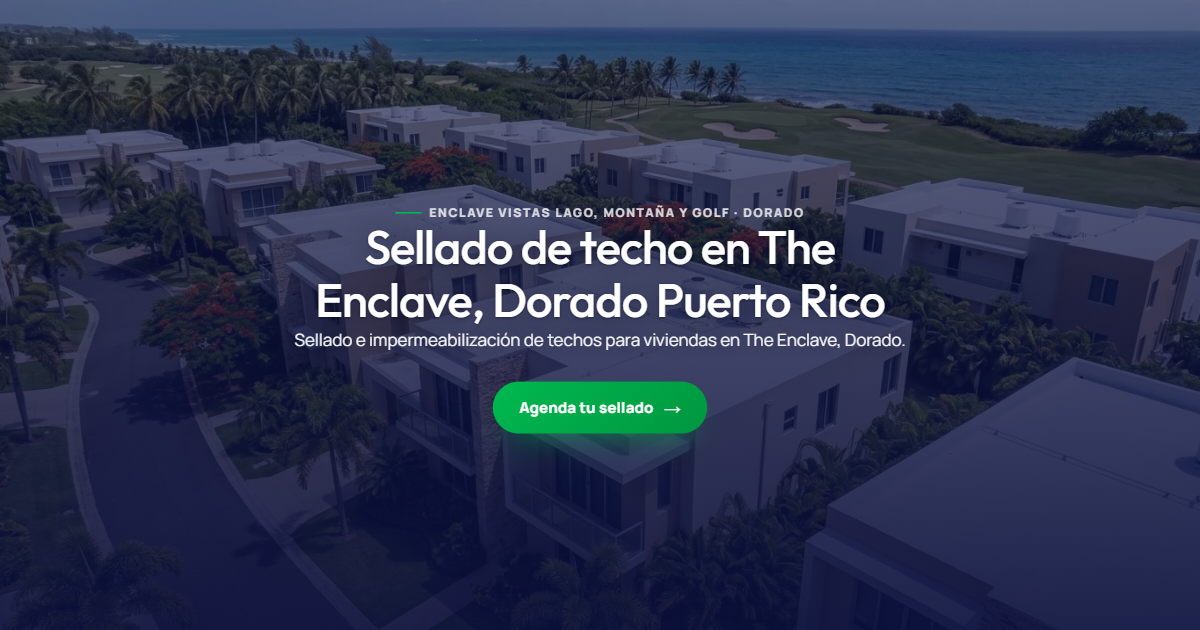 ENCLAVE VISTAS LAGO, MONTAÑA Y GOLF · DORADO
Sellado de techo en The
Enclave, Dorado Puerto Rico
Sellado e impermeabilización de techos para viviendas en The Enclave, Dorado.
Agenda tu sellado →